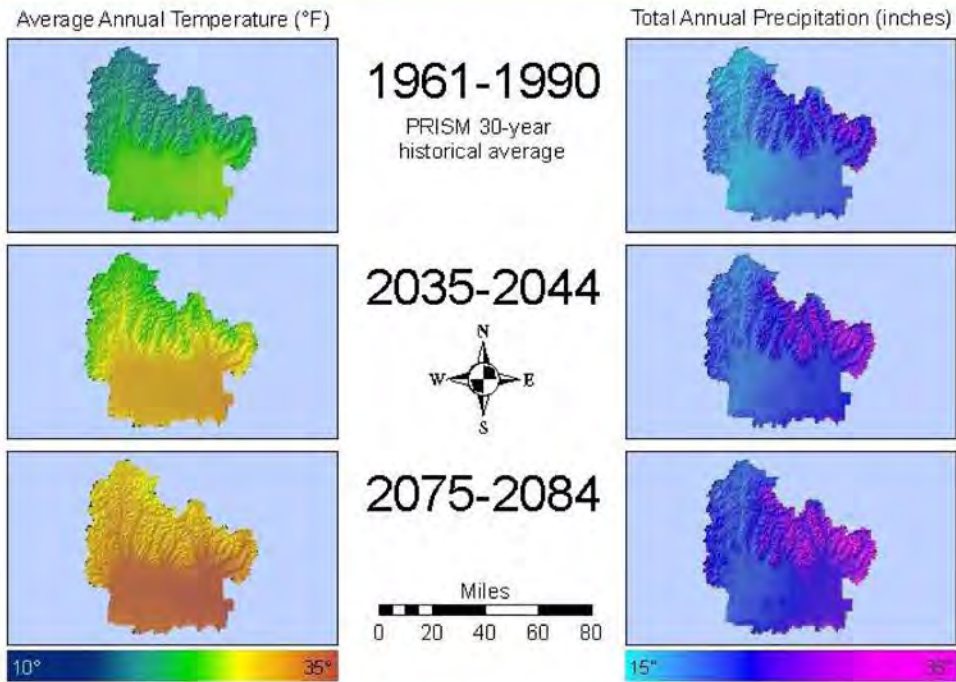 Average Annual Temperature (°F)
Total Annual Precipitation (inches)
1961-1990
PRISM 30-year
historical average
2035-2044
N
W E
S
2075-2084
Miles
0 20 40 60 80
10° 35°
15"